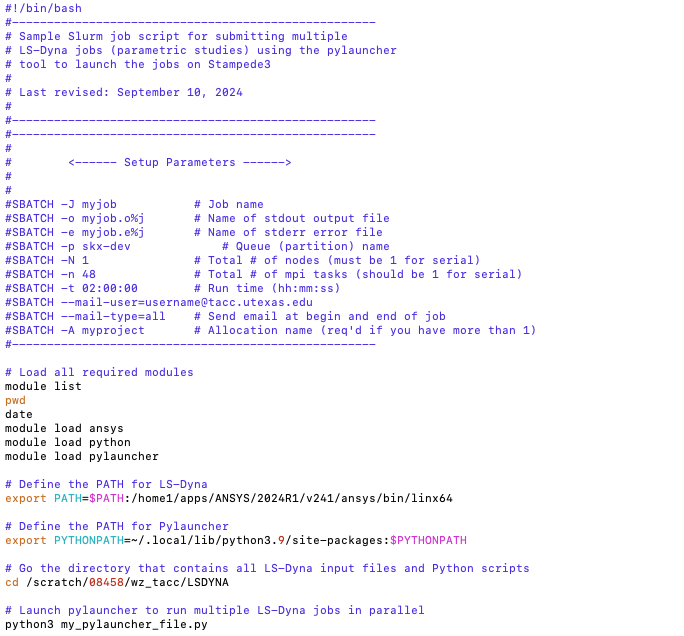 #!/bin/bash
#----------------------------------------------------
# Sample Slurm job script for submitting multiple
# LS-Dyna jobs (parametric studies) using the pylauncher
# tool to launch the jobs on Stampede3
#
# Last revised: September 10, 2024
#
#----------------------------------------------------
#----------------------------------------------------
#
#        <------ Setup Parameters ------>
#
#
#SBATCH -J myjob           # Job name
#SBATCH -o myjob.o%j       # Name of stdout output file
#SBATCH -e myjob.e%j       # Name of stderr error file
#SBATCH -p skx-dev             # Queue (partition) name
#SBATCH -N 1               # Total # of nodes (must be 1 for serial)
#SBATCH -n 48              # Total # of mpi tasks (should be 1 for serial)
#SBATCH -t 02:00:00        # Run time (hh:mm:ss)
#SBATCH --mail-user=username@tacc.utexas.edu
#SBATCH --mail-type=all    # Send email at begin and end of job
#SBATCH -A myproject       # Allocation name (req'd if you have more than 1)
#----------------------------------------------------

# Load all required modules
module list
pwd
date
module load ansys
module load python
module load pylauncher

# Define the PATH for LS-Dyna
export PATH=$PATH:/home1/apps/ANSYS/2024R1/v241/ansys/bin/linx64

# Define the PATH for Pylauncher
export PYTHONPATH=~/.local/lib/python3.9/site-packages:$PYTHONPATH

# Go the directory that contains all LS-Dyna input files and Python scripts
cd /scratch/08458/wz_tacc/LSDYNA

# Launch pylauncher to run multiple LS-Dyna jobs in parallel
python3 my_pylauncher_file.py